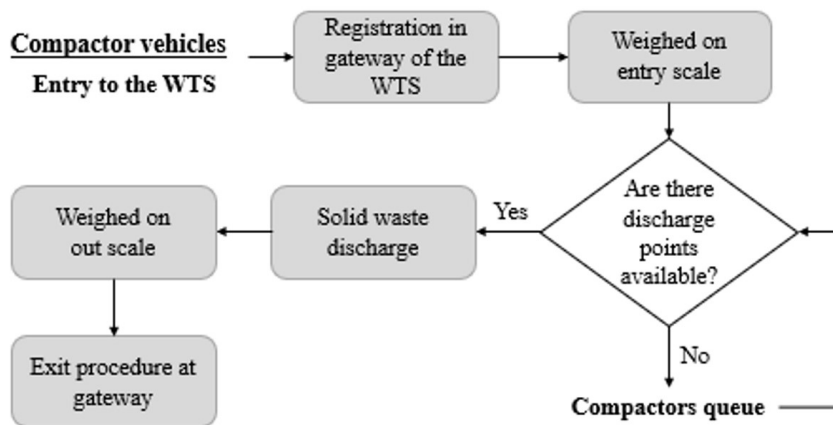 Compactor vehicles
Entry to the WTS
Registration in
gateway of the
WTS
Weighed on
entry scale
Are there
discharge
points
available?
Yes
Solid waste
discharge
Weighed on
out scale
Exit procedure at
gateway
No
Compactors queue